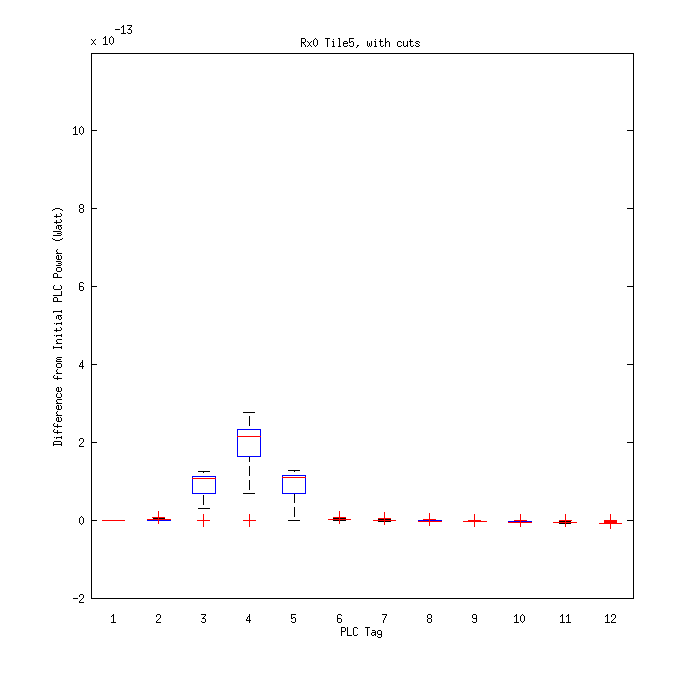 x 10-13
Rx0 Tile5, with cuts
10
8
6
4
2
0
-2
Difference from Initial PLC Power (Watt)
1 2 3 4 5 6 7 8 9 10 11 12
PLC Tag